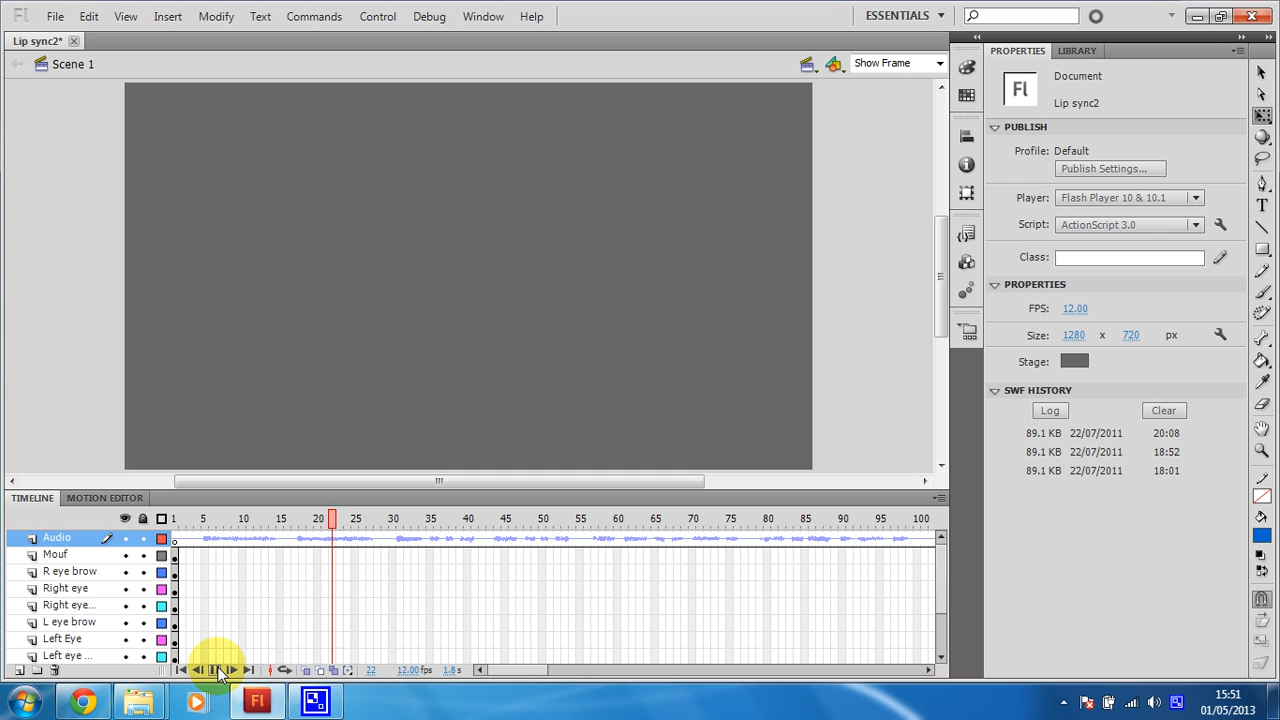 Fl File Edit View Insert Modify Text Commands Control Debug Window Help ESSENTIALS
Lip sync2*
Scene 1
Show Frame
PROPERTIES LIBRARY
Fl
Document
Lip sync2
PUBLISH
Profile: Default
Publish Settings...
Player: Flash Player 10 & 10.1
Script: ActionScript 3.0
Class:
PROPERTIES
FPS: 12.00
Size: 1280 x 720 px
Stage:
SWF HISTORY
Log Clear
89.1 KB 22/07/2011 20:08
89.1 KB 22/07/2011 18:52
89.1 KB 22/07/2011 18:01
TIMELINE MOTION EDITOR
1 5 10 15 20 25 30 35 40 45 50 55 60 65 70 75 80 85 90 95 100
Audio
Mouf
R eye brow
Right eye
Right eye...
L eye brow
Left Eye
Left eye ...
22 12.00 fps 1.8 s
Fl
15:51
01/05/2013